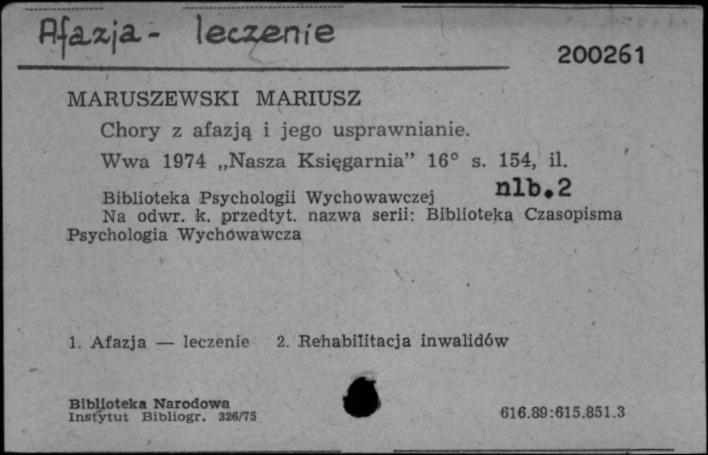 Afazja - leczenie
200261
MARUSZEWSKI MARIUSZ
Chory z afazją i jego usprawnianie.
Wwa 1974 „Nasza Księgarnia” 16° s. 154, il.
nlb.2
Biblioteka Psychologii Wychowawczej
Na odwr. k. przedtyt. nazwa serii: Biblioteka Czasopisma
Psychologia Wychowawcza
1. Afazja — leczenie 2. Rehabilitacja inwalidów
Biblioteka Narodowa
Instytut Bibliogr. 326/75
616.89:615.851.3